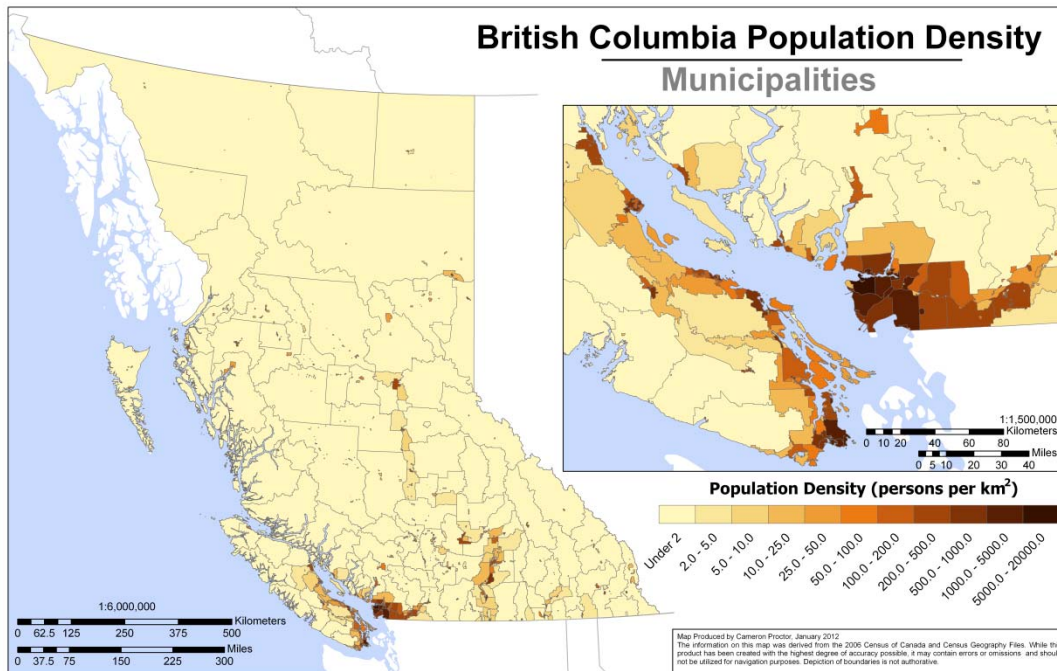 British Columbia Population Density
Municipalities
1:1,500,000
Kilometers
0 10 20 40 60 80
Miles
0 5 10 20 30 40
Population Density (persons per km²)
Under 2
2.0 - 5.0
5.0 - 10.0
10.0 - 25.0
25.0 - 50.0
50.0 - 100.0
100.0 - 200.0
200.0 - 500.0
500.0 - 1000.0
1000.0 - 5000.0
5000.0 - 20000.0
1:6,000,000
Kilometers
0 62.5 125 250 375 500
Miles
0 37.5 75 150 225 300
Map Produced by Cameron Proctor, January 2012
The information on this map was derived from the 2006 Census of Canada and Census Geography Files. While th
product has been created with the highest degree of accuracy possible, it may contain errors or omissions and shoul
not be utilized for navigation purposes. Depiction of boundaries is not authorative.